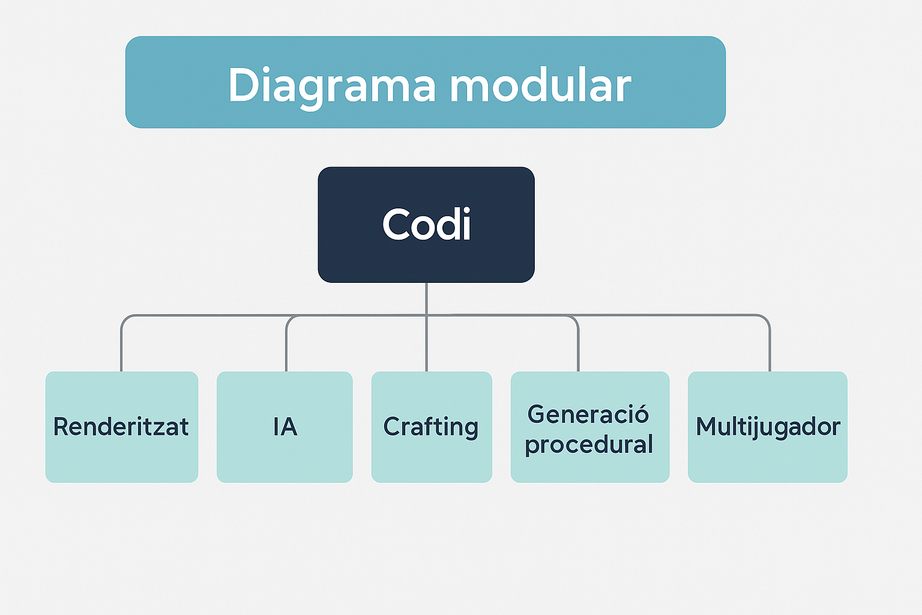 Diagrama modular
Codi
Renderitzat
IA
Crafting
Generació
procedural
Multijugador